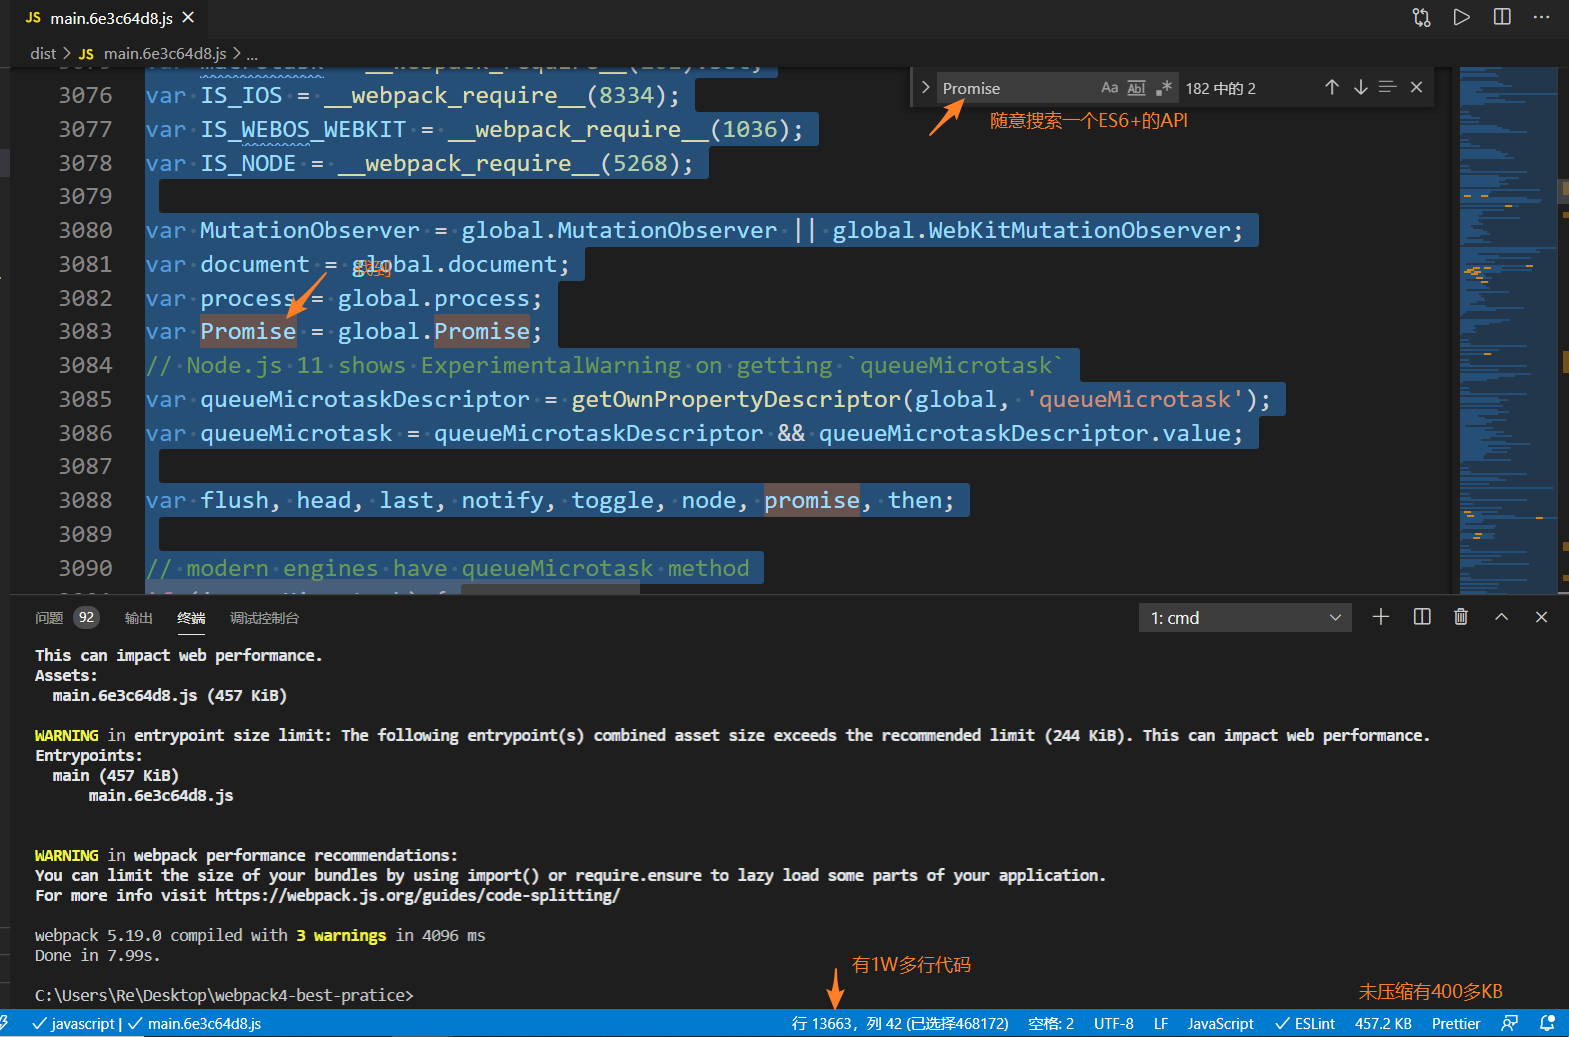 JS main.6e3c64d8.js
dist > JS main.6e3c64d8.js > ...
3076 var IS_IOS = __webpack_require__(8334);
3077 var IS_WEBOS_WEBKIT = __webpack_require__(1036);
3078 var IS_NODE = __webpack_require__(5268);
3079
3080 var MutationObserver = global.MutationObserver || global.WebKitMutationObserver;
3081 var document = global.document;
找到
3082 var process = global.process;
3083 var Promise = global.Promise;
3084 // Node.js 11 shows ExperimentalWarning on getting `queueMicrotask`
3085 var queueMicrotaskDescriptor = getOwnPropertyDescriptor(global, 'queueMicrotask');
3086 var queueMicrotask = queueMicrotaskDescriptor && queueMicrotaskDescriptor.value;
3087
3088 var flush, head, last, notify, toggle, node, promise, then;
3089
3090 // modern engines have queueMicrotask method
Promise Aa Abl .* 182 中的 2
随意搜索一个ES6+的API
问题 92 输出 终端 调试控制台 1: cmd
This can impact web performance.
Assets:
main.6e3c64d8.js (457 KiB)
WARNING in entrypoint size limit: The following entrypoint(s) combined asset size exceeds the recommended limit (244 KiB). This can impact web performance.
Entrypoints:
main (457 KiB)
main.6e3c64d8.js
WARNING in webpack performance recommendations:
You can limit the size of your bundles by using import() or require.ensure to lazy load some parts of your application.
For more info visit https://webpack.js.org/guides/code-splitting/
webpack 5.19.0 compiled with 3 warnings in 4096 ms
Done in 7.99s.
有1W多行代码
C:\Users\Re\Desktop\webpack4-best-pratice>
未压缩有400多KB
javascript | main.6e3c64d8.js 行 13663，列 42 (已选择468172) 空格: 2 UTF-8 LF JavaScript ESLint 457.2 KB Prettier